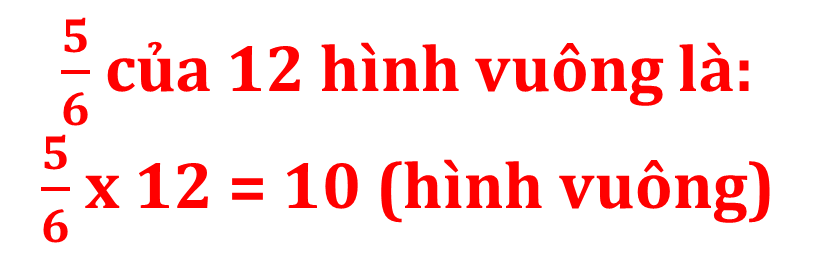 5/6 của 12 hình vuông là:
5/6 x 12 = 10 (hình vuông)